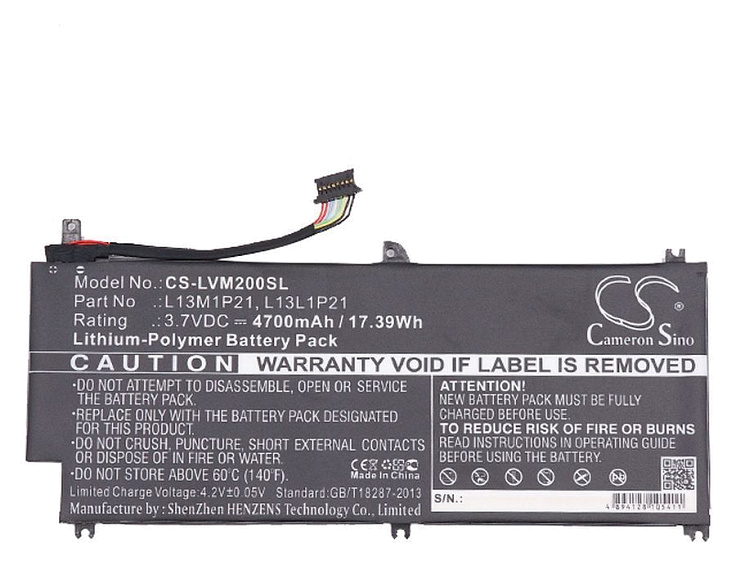 Model No.: CS-LVM200SL
Part No .: L13M1P21, L13L1P21
Rating .: 3.7VDC ⎓ 4700mAh / 17.39Wh
Lithium-Polymer Battery Pack
CS
Cameron Sino
CAUTION
WARRANTY VOID IF LABEL IS REMOVED
•DO NOT ATTEMPT TO DISASSEMBLE, OPEN OR SERVICE
THE BATTERY PACK.
•REPLACE ONLY WITH THE BATTERY PACK DESIGNATED
FOR THIS PRODUCT.
•DO NOT CRUSH, PUNCTURE, SHORT EXTERNAL CONTACTS
OR DISPOSE OF IN FIRE OR WATER.
•DO NOT STORE ABOVE 60°C (140°F).
Limited Charge Voltage:4.2V±0.05V Standard:GB/T18287-2013
Manufacture by : ShenZhen HENZENS Technology Co., Limited
ATTENTION!
NEW BATTERY PACK MUST BE FULLY
CHARGED BEFORE USE.
TO REDUCE RISK OF FIRE OR BURNS
READ INSTRUCTIONS IN OPERATING GUIDE
BEFORE USING THE BATTERY.
S/N.:
4 894128 105411